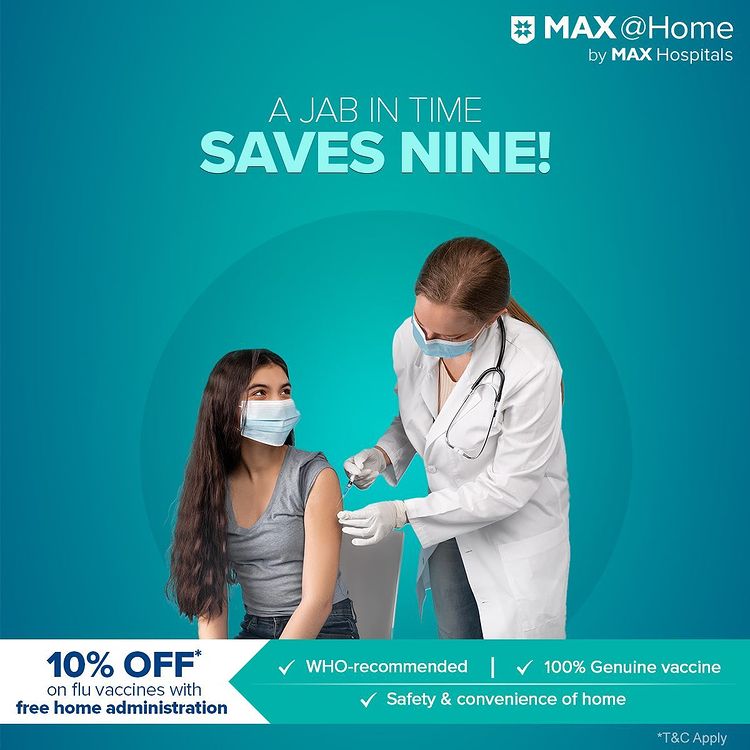 MAX @Home
by MAX Hospitals
A JAB IN TIME
SAVES NINE!
10% OFF*
on flu vaccines with
free home administration
✓ WHO-recommended | ✓ 100% Genuine vaccine
✓ Safety & convenience of home
*T&C Apply